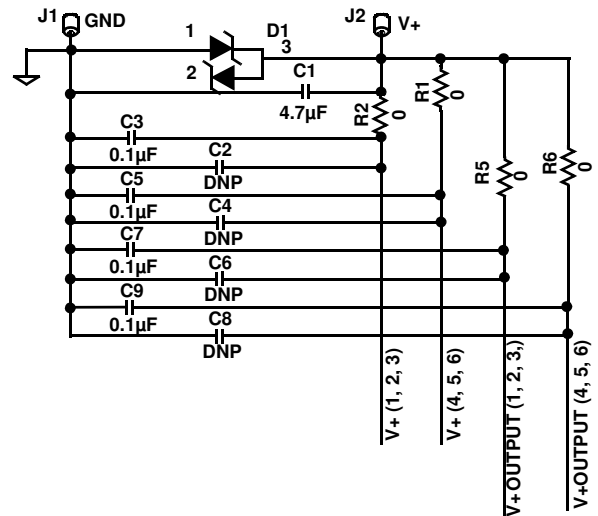 J1
GND
J2
V+
1
D1
3
2
C1
4.7µF
R2
0
R1
0
R5
0
R6
0
C3
0.1µF
C2
DNP
C5
0.1µF
C4
DNP
C7
0.1µF
C6
DNP
C9
0.1µF
C8
DNP
V+ (1, 2, 3)
V+ (4, 5, 6)
V+OUTPUT (1, 2, 3,)
V+OUTPUT (4, 5, 6)